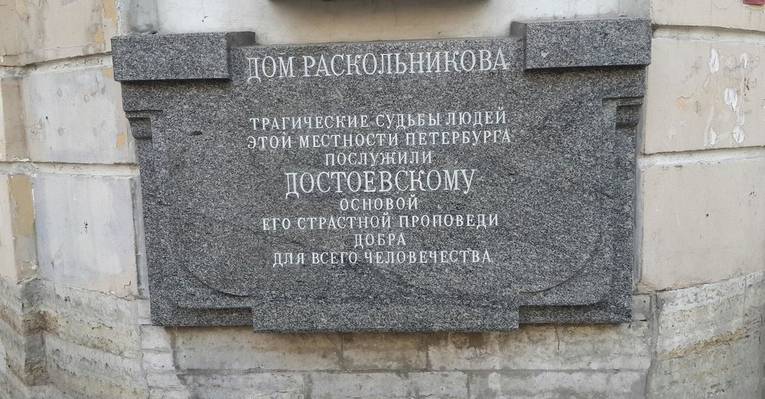 ДОМ РАСКОЛЬНИКОВА
ТРАГИЧЕСКИЕ СУДЬБЫ ЛЮДЕЙ
ЭТОЙ МЕСТНОСТИ ПЕТЕРБУРГА
ПОСЛУЖИЛИ
ДОСТОЕВСКОМУ
ОСНОВОЙ
ЕГО СТРАСТНОЙ ПРОПОВЕДИ
ДОБРА
ДЛЯ ВСЕГО ЧЕЛОВЕЧЕСТВА